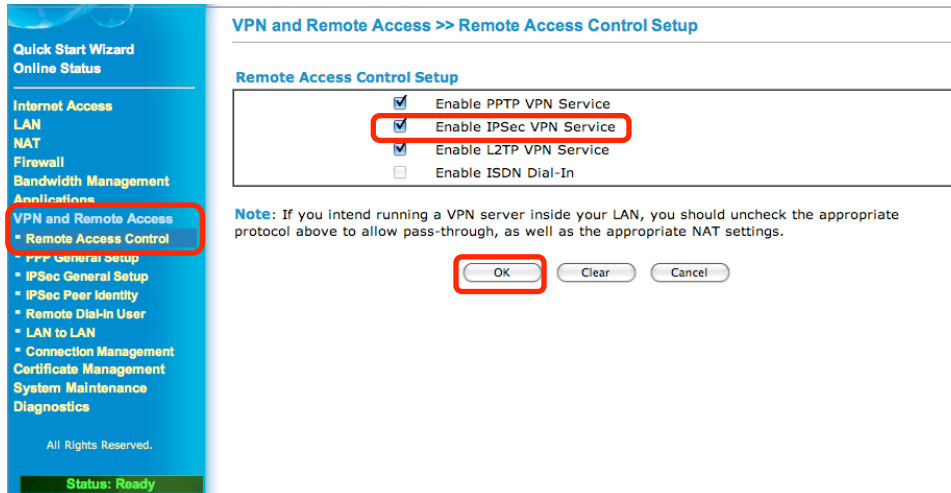 Quick Start Wizard
Online Status
Internet Access
LAN
NAT
Firewall
Bandwidth Management
Applications
VPN and Remote Access
Remote Access Control
PPP General Setup
IPSec General Setup
IPSec Peer Identity
Remote Dial-in User
LAN to LAN
Connection Management
Certificate Management
System Maintenance
Diagnostics
All Rights Reserved.
Status: Ready
VPN and Remote Access >> Remote Access Control Setup
Remote Access Control Setup
Enable PPTP VPN Service
Enable IPSec VPN Service
Enable L2TP VPN Service
Enable ISDN Dial-In
Note: If you intend running a VPN server inside your LAN, you should uncheck the appropriate
protocol above to allow pass-through, as well as the appropriate NAT settings.
OK Clear Cancel